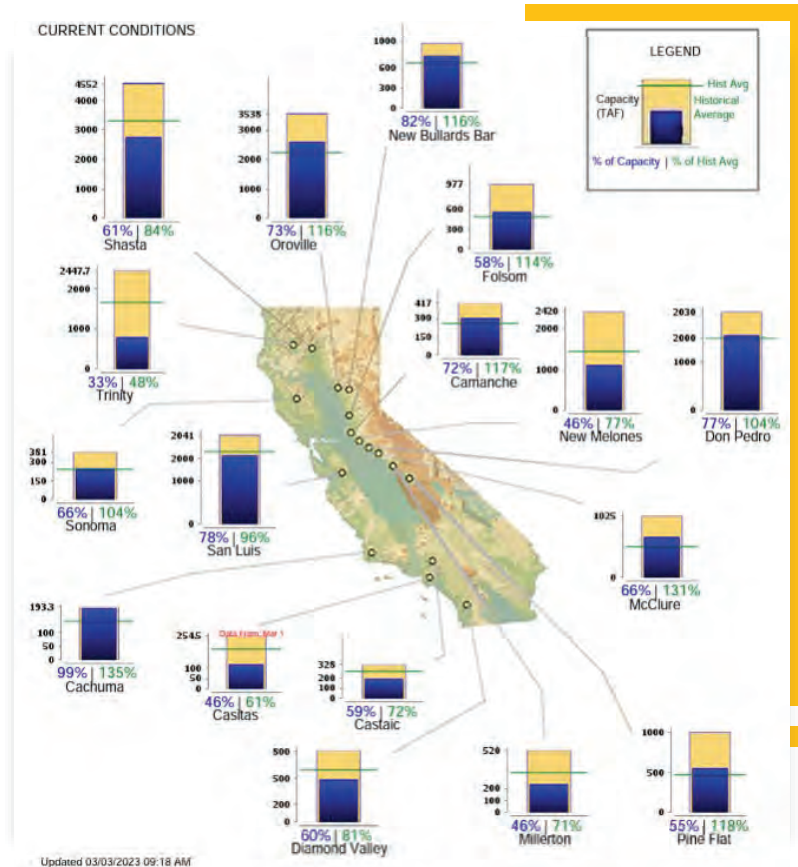 CURRENT CONDITIONS
LEGEND
Capacity
(TAF)
Hist Avg
Historical
Average
% of Capacity | % of Hist Avg
4552
4000
3000
2000
1000
0
61% | 84%
Shasta
3538
3000
2000
1000
0
73% | 116%
Oroville
1000
600
300
0
82% | 116%
New Bullards Bar
977
600
300
0
58% | 114%
Folsom
2447.7
2000
1000
0
33% | 48%
Trinity
417
300
150
0
72% | 117%
Camanche
2420
2000
1000
0
46% | 77%
New Melones
2030
2000
1000
0
77% | 104%
Don Pedro
381
300
150
0
66% | 104%
Sonoma
2041
2000
1000
0
78% | 96%
San Luis
1025
0
66% | 131%
McClure
193.3
100
50
0
99% | 135%
Cachuma
Data From: Mar 1
254.5
100
50
0
46% | 61%
Casitas
325
200
100
0
59% | 72%
Castaic
800
500
200
0
60% | 81%
Diamond Valley
520
200
100
0
46% | 71%
Millerton
1000
500
0
55% | 118%
Pine Flat
Updated 03/03/2023 09:18 AM